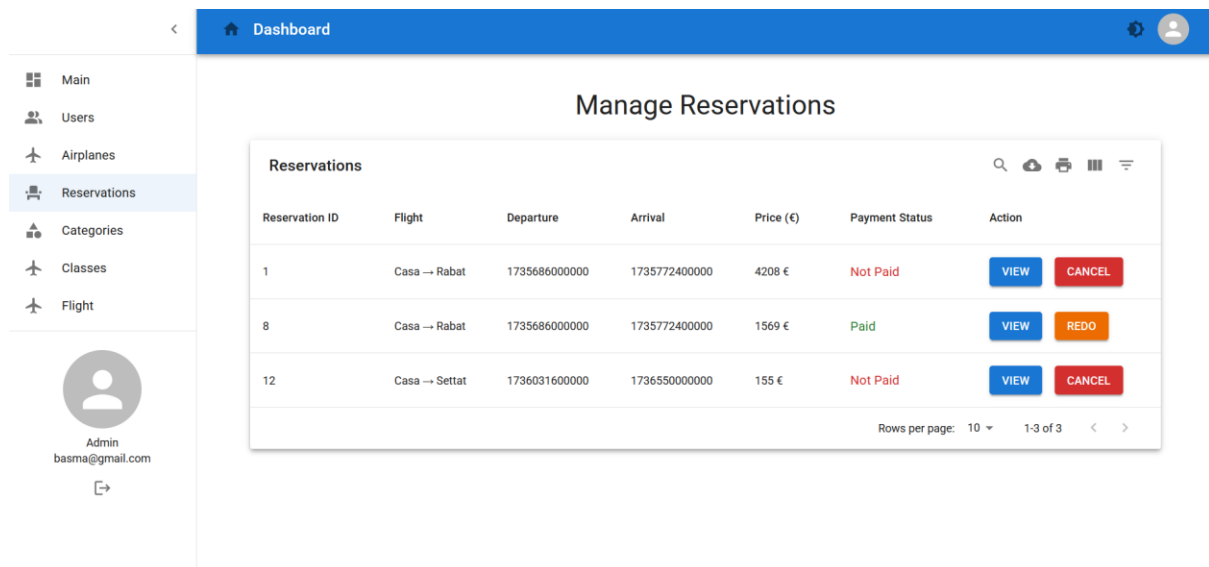 Dashboard
Main
Users
Airplanes
Reservations
Categories
Classes
Flight
Admin
basma@gmail.com
Manage Reservations
Reservations
Reservation ID Flight Departure Arrival Price (€) Payment Status Action
1 Casa → Rabat 1735686000000 1735772400000 4208 € Not Paid VIEW CANCEL
8 Casa → Rabat 1735686000000 1735772400000 1569 € Paid VIEW REDO
12 Casa → Settat 1736031600000 1736550000000 155 € Not Paid VIEW CANCEL
Rows per page: 10 1-3 of 3